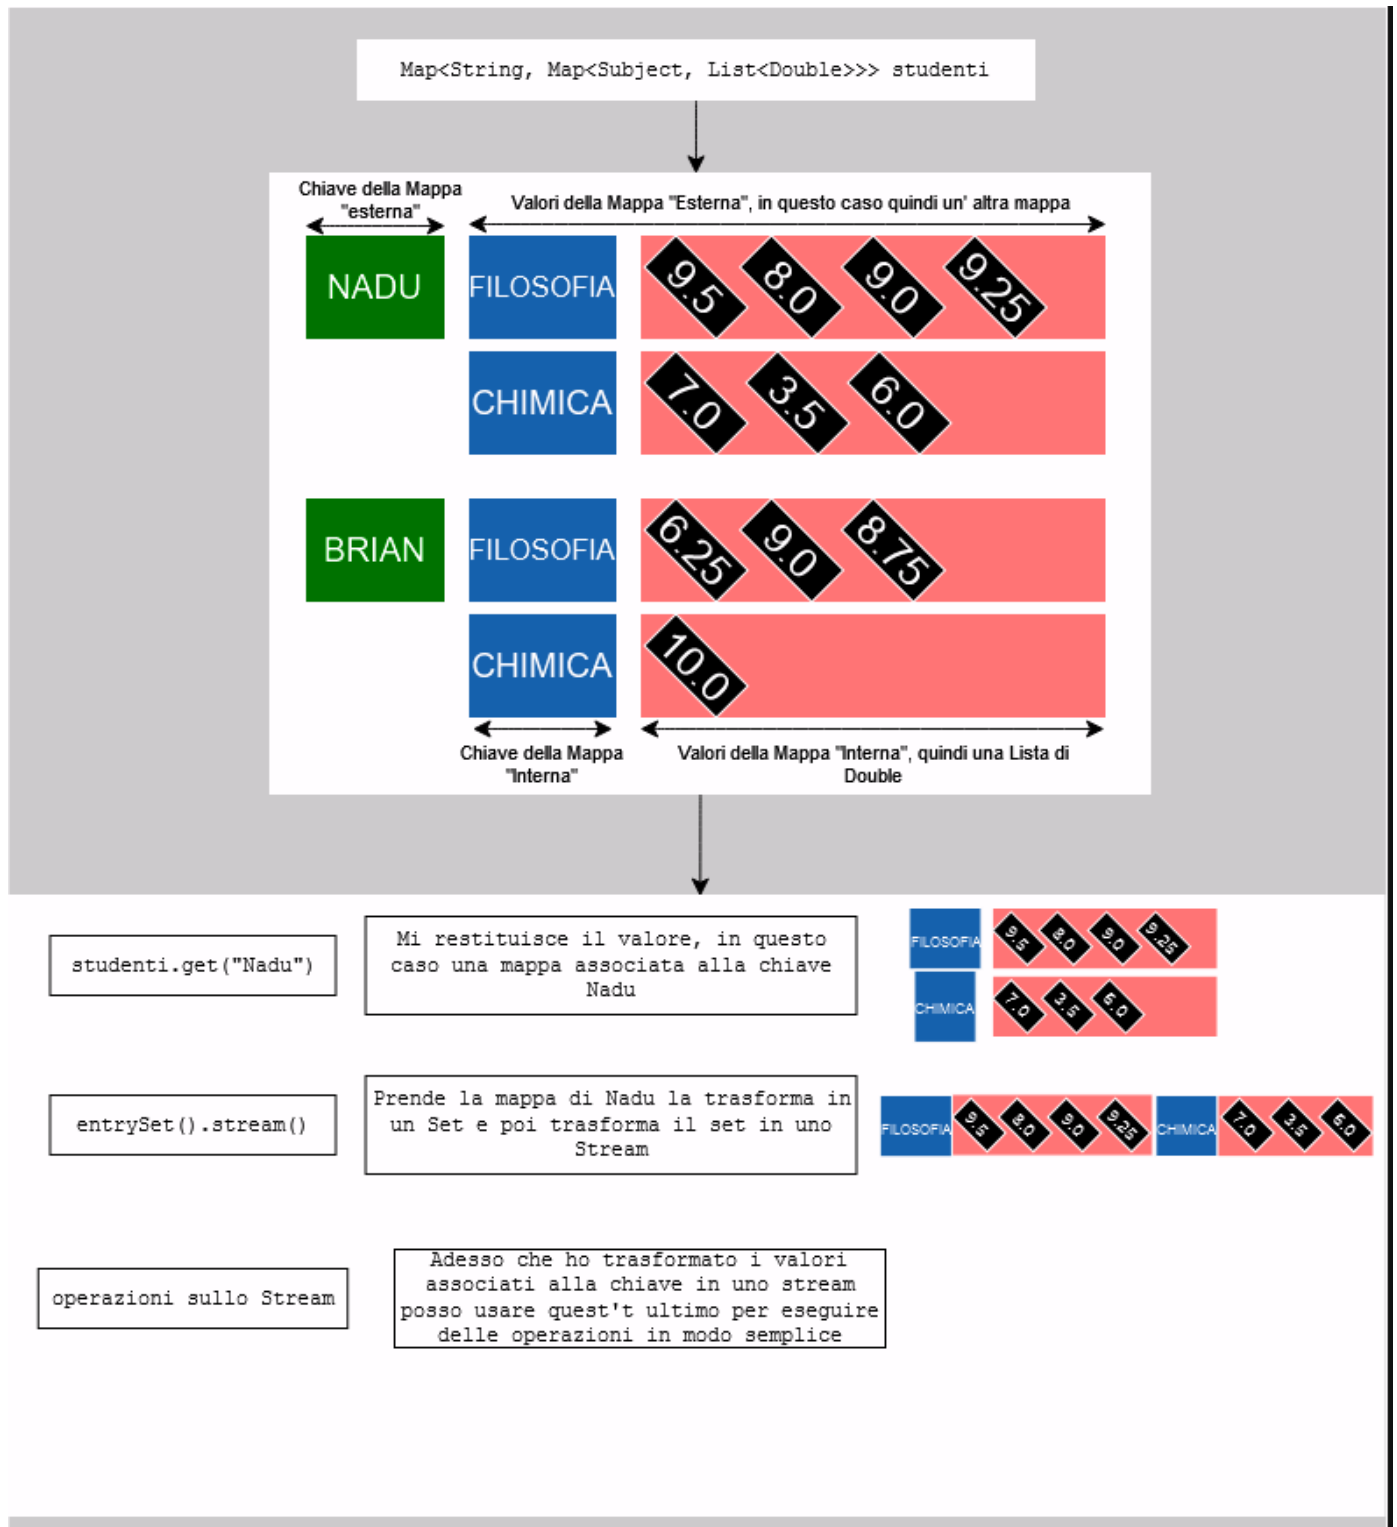 Map<String, Map<Subject, List<Double>>> studenti
Chiave della Mappa
"esterna"
Valori della Mappa "Esterna", in questo caso quindi un' altra mappa
NADU
FILOSOFIA
9.5
8.0
9.0
9.25
CHIMICA
7.0
3.5
6.0
BRIAN
FILOSOFIA
6.25
9.0
8.75
CHIMICA
10.0
Chiave della Mappa
"Interna"
Valori della Mappa "Interna", quindi una Lista di
Double
studenti.get("Nadu")
Mi restituisce il valore, in questo
caso una mappa associata alla chiave
Nadu
FILOSOFIA
9.5
8.0
9.0
9.25
CHIMICA
7.0
3.5
6.0
entrySet().stream()
Prende la mappa di Nadu la trasforma in
un Set e poi trasforma il set in uno
Stream
FILOSOFIA
9.5
8.0
9.0
9.25
CHIMICA
7.0
3.5
6.0
operazioni sullo Stream
Adesso che ho trasformato i valori
associati alla chiave in uno stream
posso usare quest't ultimo per eseguire
delle operazioni in modo semplice